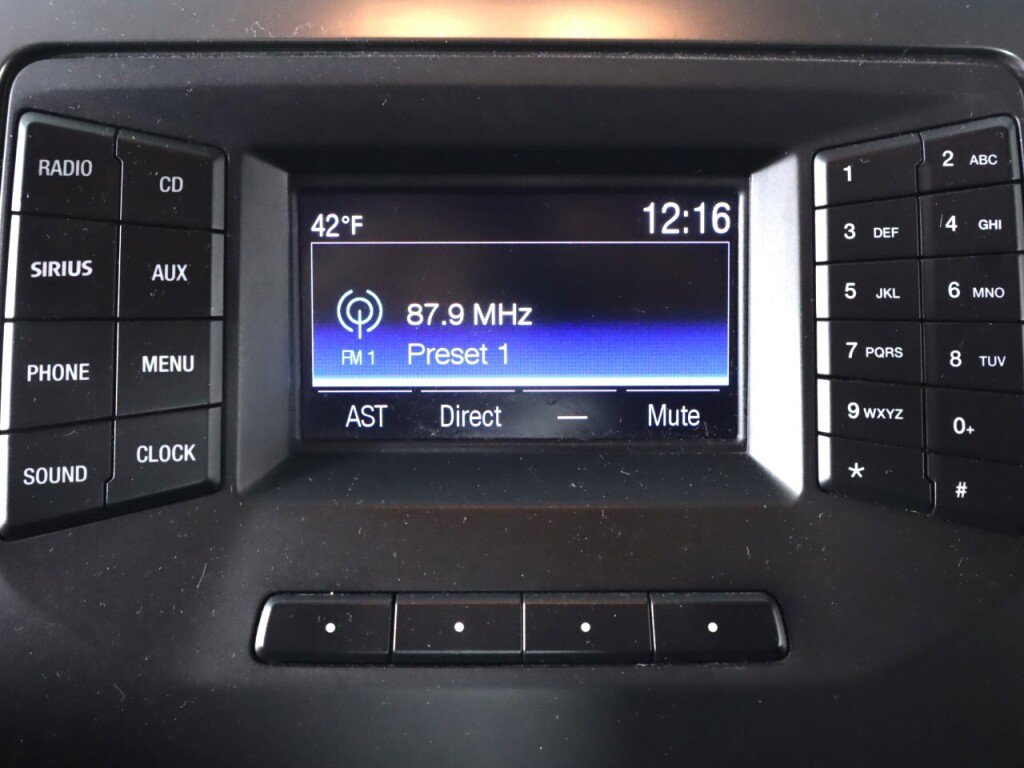 RADIO
CD
SIRIUS
AUX
PHONE
MENU
SOUND
CLOCK
42°F
12:16
87.9 MHz
FM 1
Preset 1
AST Direct — Mute
1
2 ABC
3 DEF
4 GHI
5 JKL
6 MNO
7 PQRS
8 TUV
9 WXYZ
0+
*
#